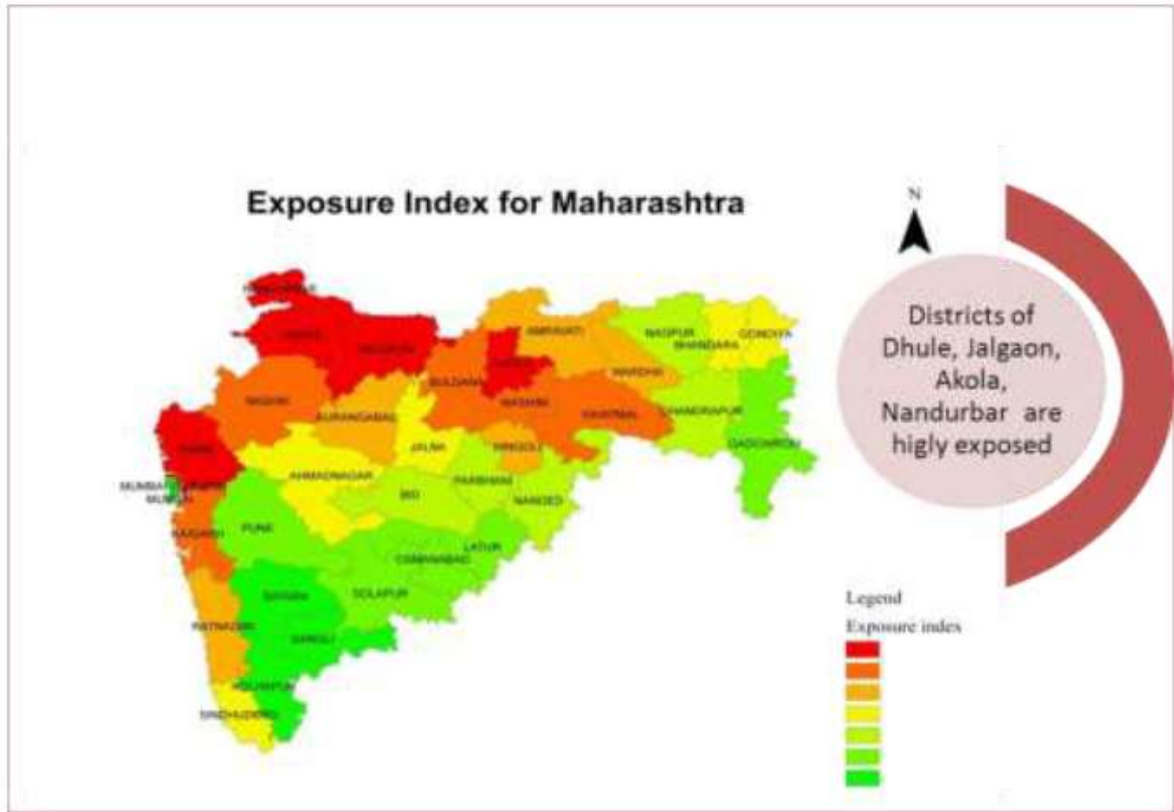 Exposure Index for Maharashtra
N
Districts of
Dhule, Jalgaon,
Akola,
Nandurbar are
higly exposed
AMRAVATI
NAGPUR
BHANDARA
GONDIYA
BULDANA
WARDHA
WASHIM
NASHIK
AURANGABAD
YAVATMAL
CHANDRAPUR
GADCHIROLI
JALNA
HINGOLI
AHMADNAGAR
PARBHANI
BID
NANDED
PUNE
RAIGARH
LATUR
OSMANABAD
SOLAPUR
SATARA
RATNAGIRI
SANGLI
KOLHAPUR
SINDHUDURG
Legend
Exposure index